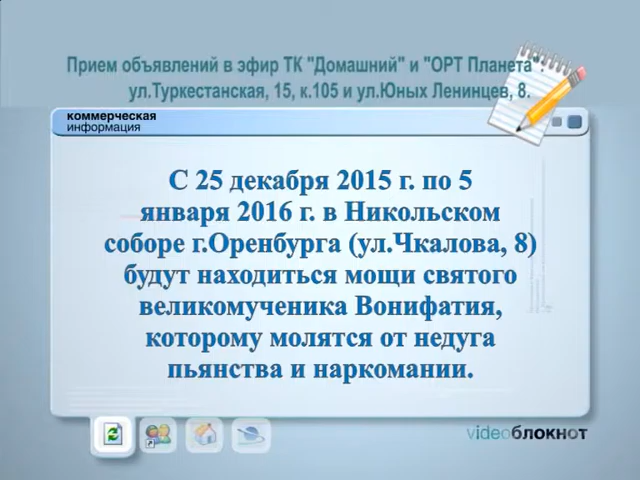 Прием объявлений в эфир ТК "Домашний" и "ОРТ Планета":
ул.Туркестанская, 15, к.105 и ул.Юных Ленинцев, 8.
коммерческая
информация
С 25 декабря 2015 г. по 5
января 2016 г. в Никольском
соборе г.Оренбурга (ул.Чкалова, 8)
будут находиться мощи святого
великомученика Вонифатия,
которому молятся от недуга
пьянства и наркомании.
videoблокнот